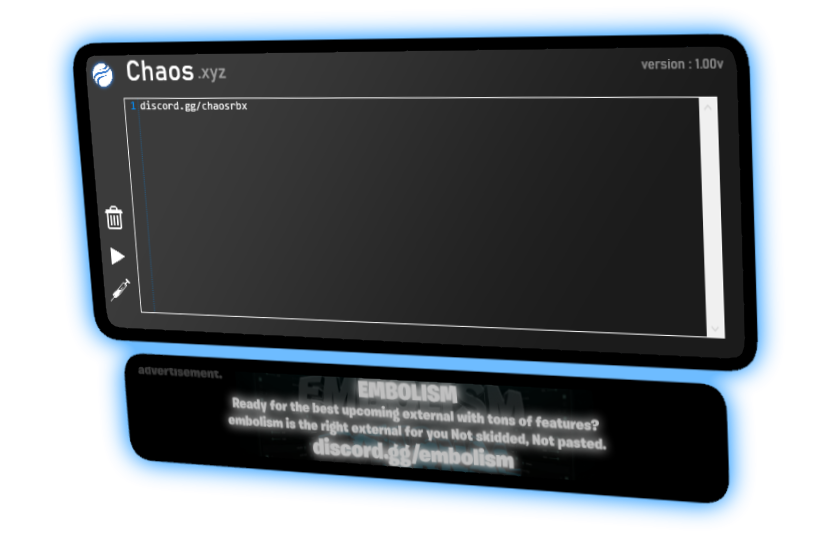 Chaos.xyz
version : 1.00v
1 discord.gg/chaosrbx
advertisement.
EMBOLISM
EMBOLISM
Ready for the best upcoming external with tons of features?
embolism is the right external for you Not skidded, Not pasted.
discord.gg/embolism